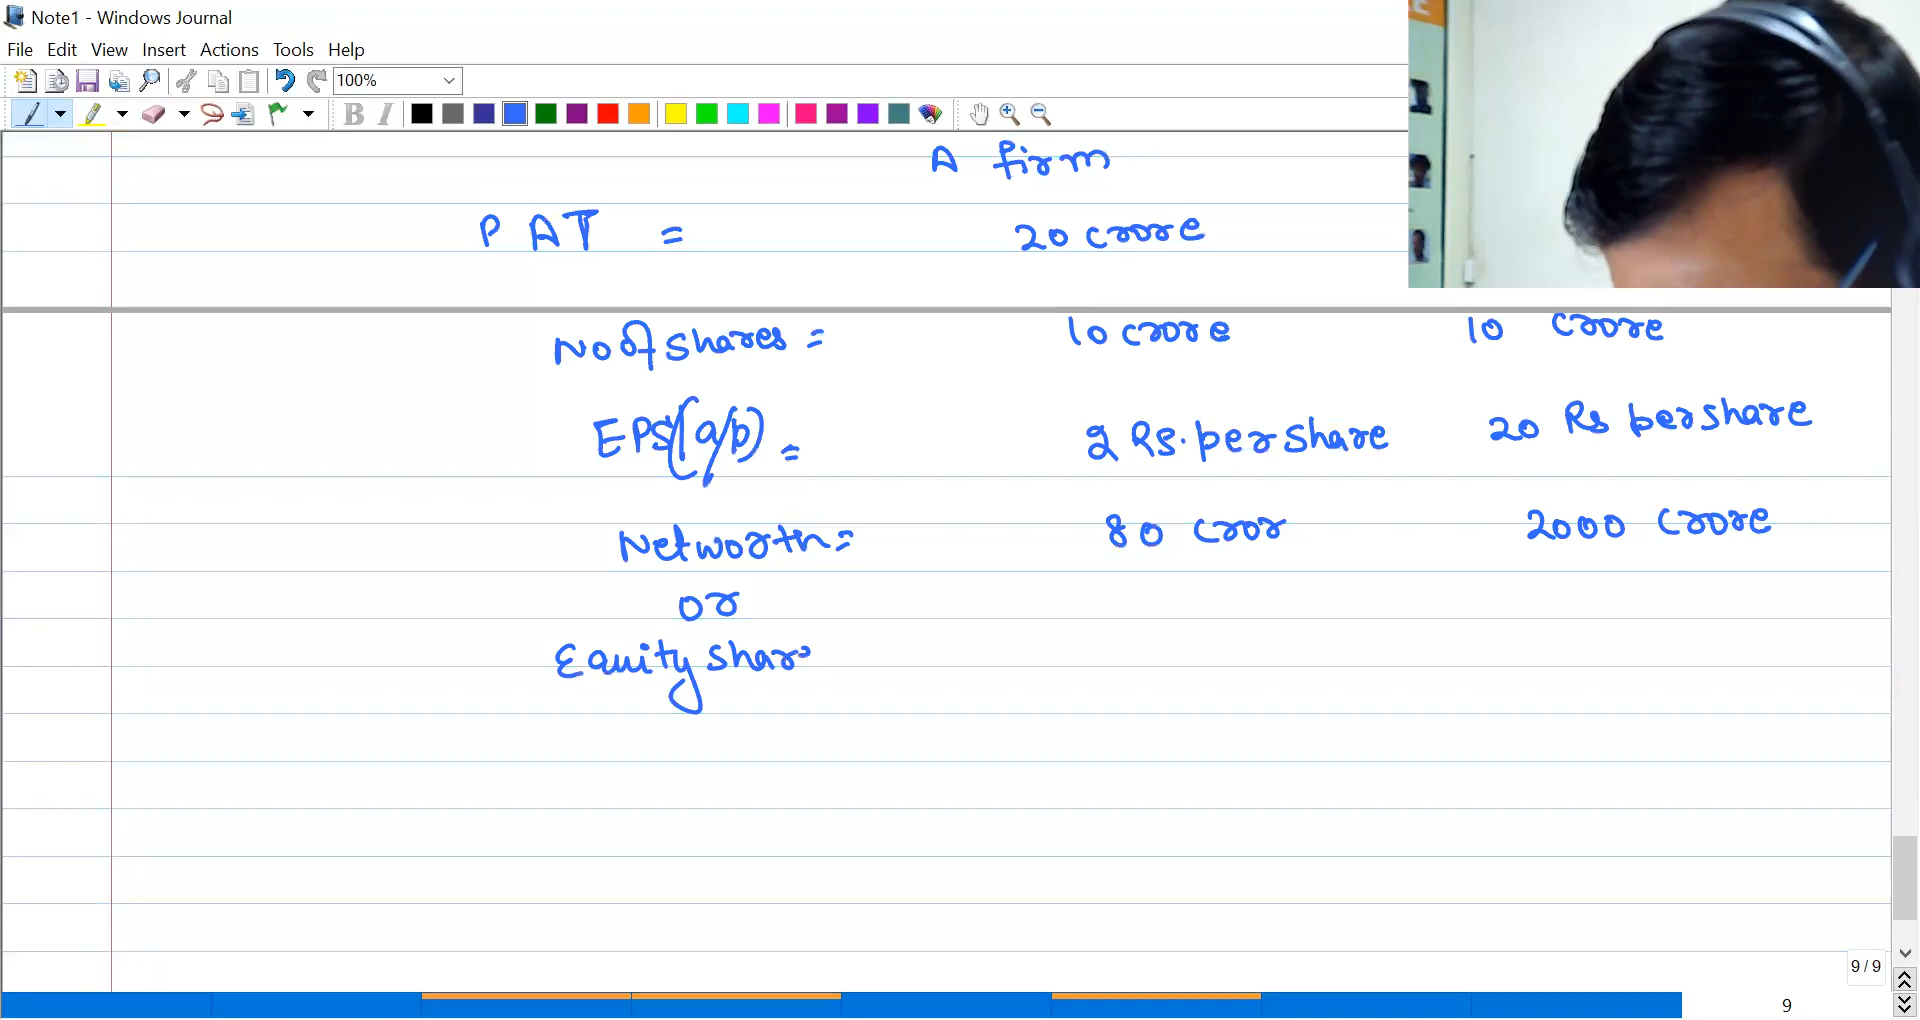 Note1 - Windows Journal
File Edit View Insert Actions Tools Help
100%
B I
A firm
PAT = 20 crore
No of shares = 10 crore 10 crore
EPS(a/b) = 2 Rs. per share 20 Rs per share
Networth = 80 cror 2000 crore
or
Equity shar
9 / 9
9